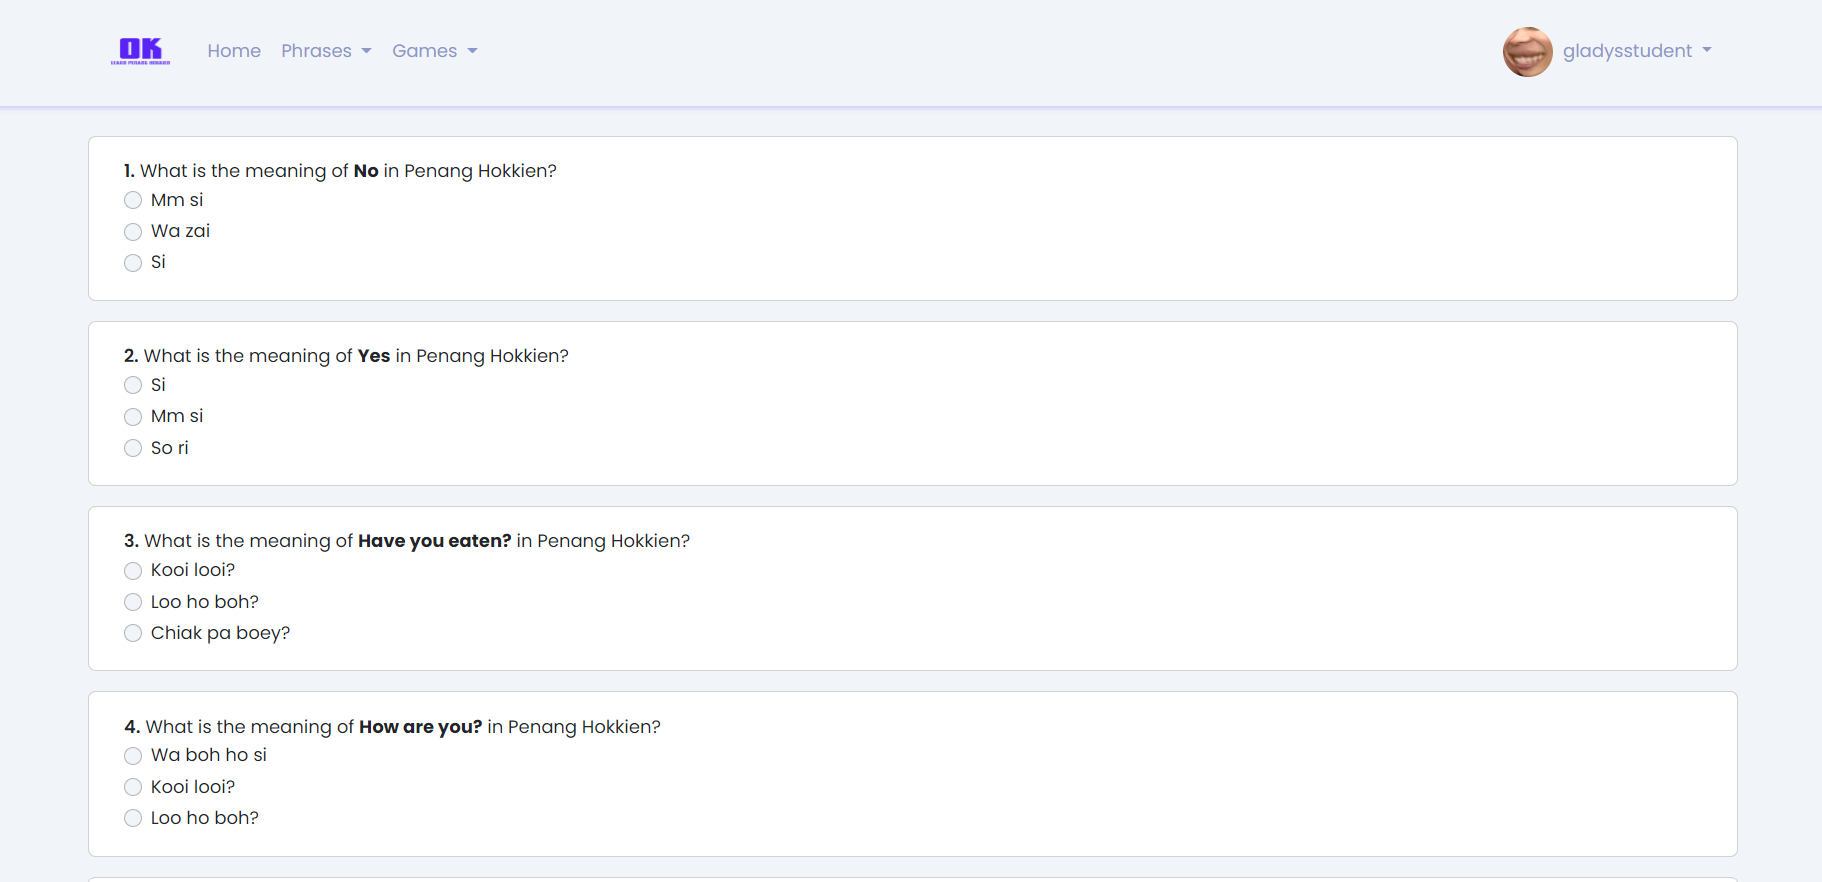 OK
LEARN PENANG HOKKIEN
Home Phrases Games gladysstudent
1. What is the meaning of No in Penang Hokkien?
Mm si
Wa zai
Si
2. What is the meaning of Yes in Penang Hokkien?
Si
Mm si
So ri
3. What is the meaning of Have you eaten? in Penang Hokkien?
Kooi looi?
Loo ho boh?
Chiak pa boey?
4. What is the meaning of How are you? in Penang Hokkien?
Wa boh ho si
Kooi looi?
Loo ho boh?